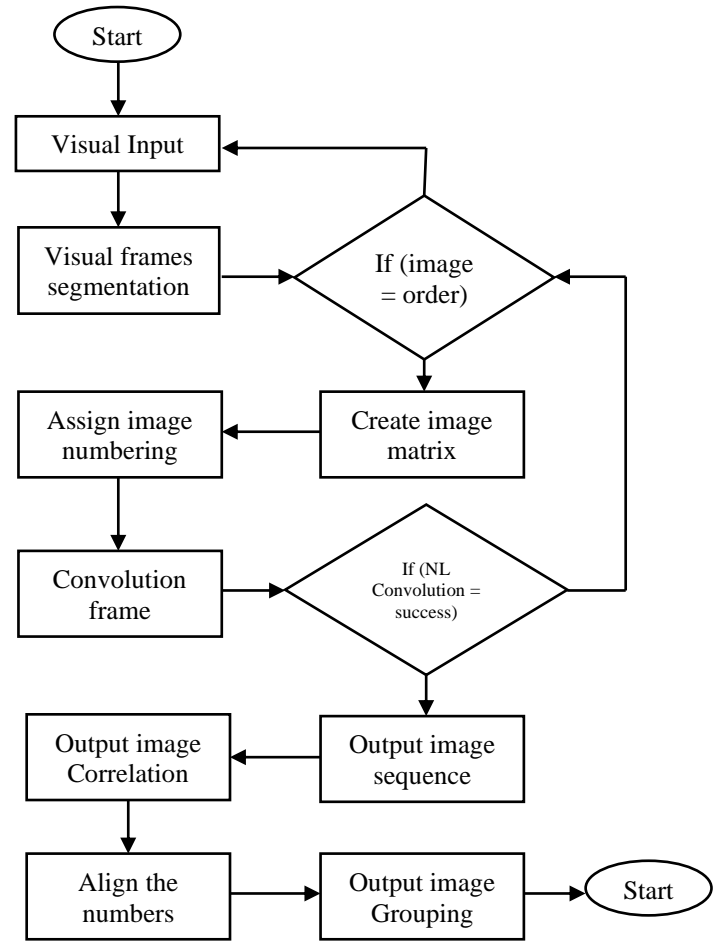 Start
Visual Input
Visual frames
segmentation
If (image
= order)
Create image
matrix
Assign image
numbering
Convolution
frame
If (NL
Convolution =
success)
Output image
sequence
Output image
Correlation
Align the
numbers
Output image
Grouping
Start